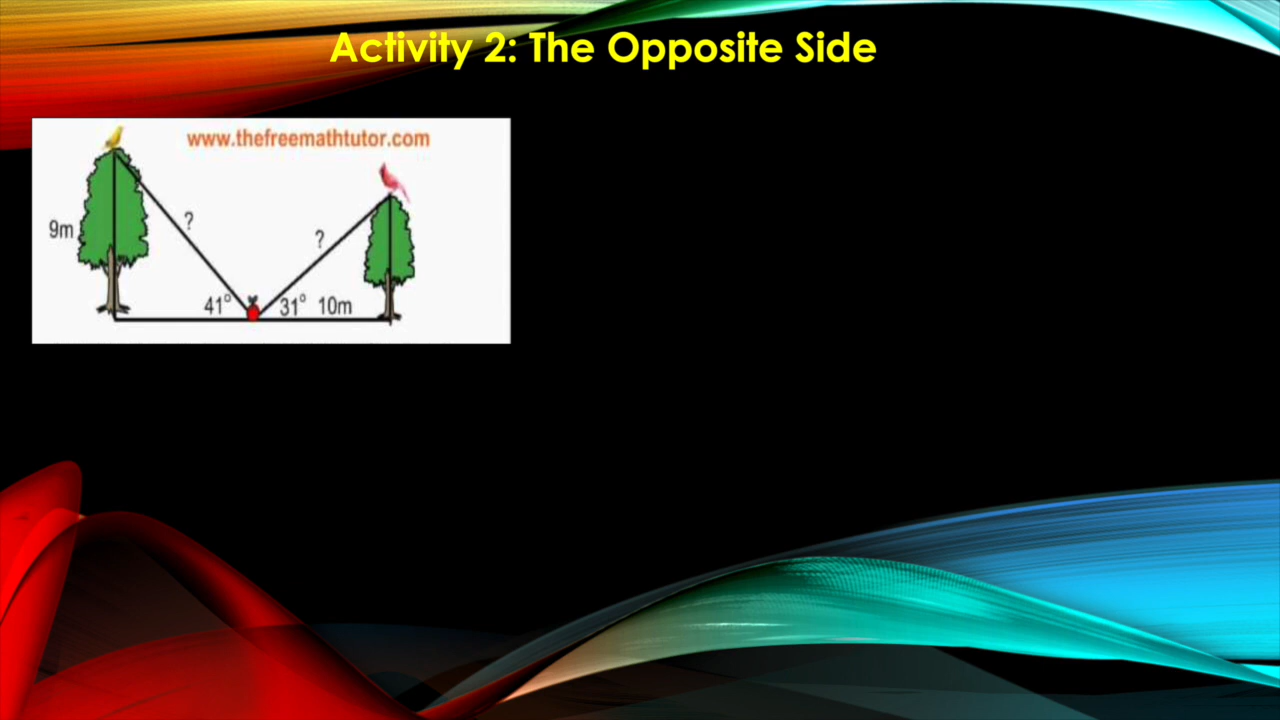 Activity 2: The Opposite Side
www.thefreemathtutor.com
9m
?
?
41° 31° 10m